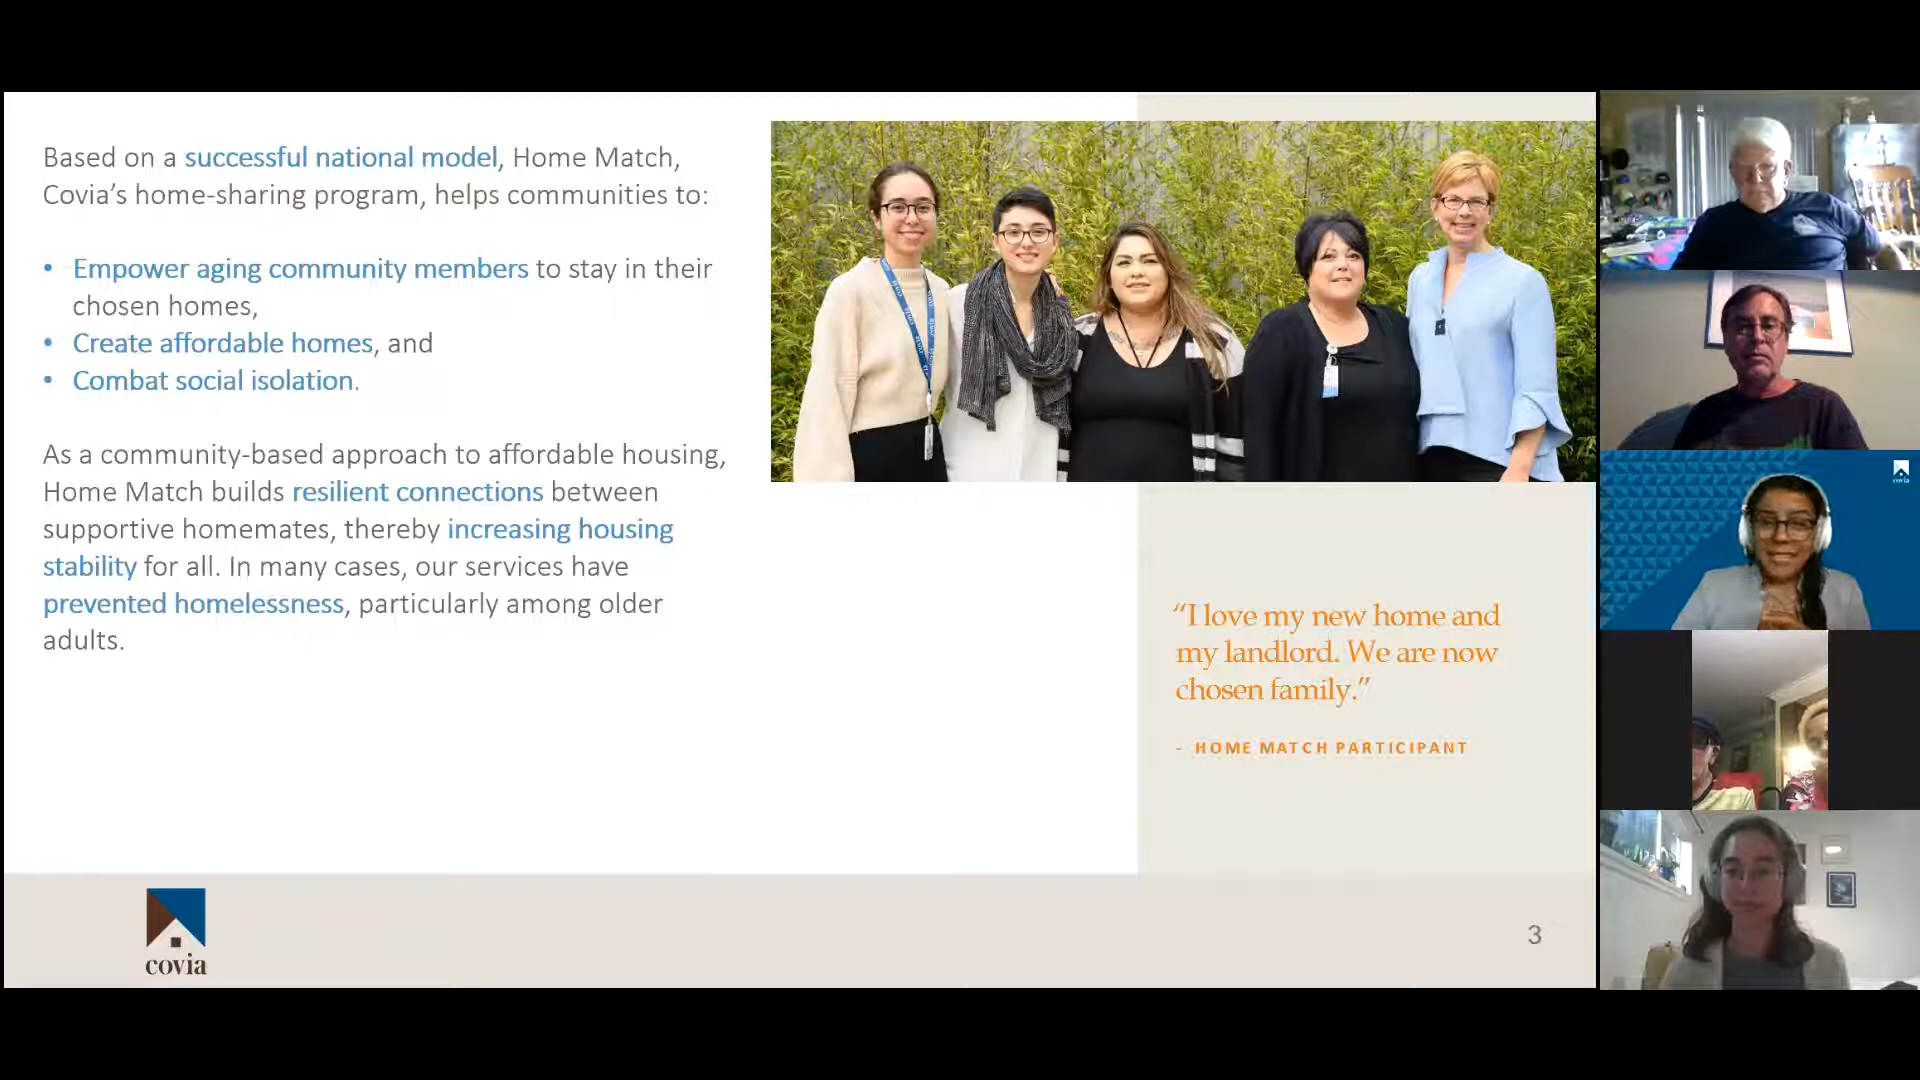 Based on a successful national model, Home Match,
Covia’s home-sharing program, helps communities to:
• Empower aging community members to stay in their
chosen homes,
• Create affordable homes, and
• Combat social isolation.
As a community-based approach to affordable housing,
Home Match builds resilient connections between
supportive homemates, thereby increasing housing
stability for all. In many cases, our services have
prevented homelessness, particularly among older
adults.
“I love my new home and
my landlord. We are now
chosen family.”
- HOME MATCH PARTICIPANT
covia
3
covia